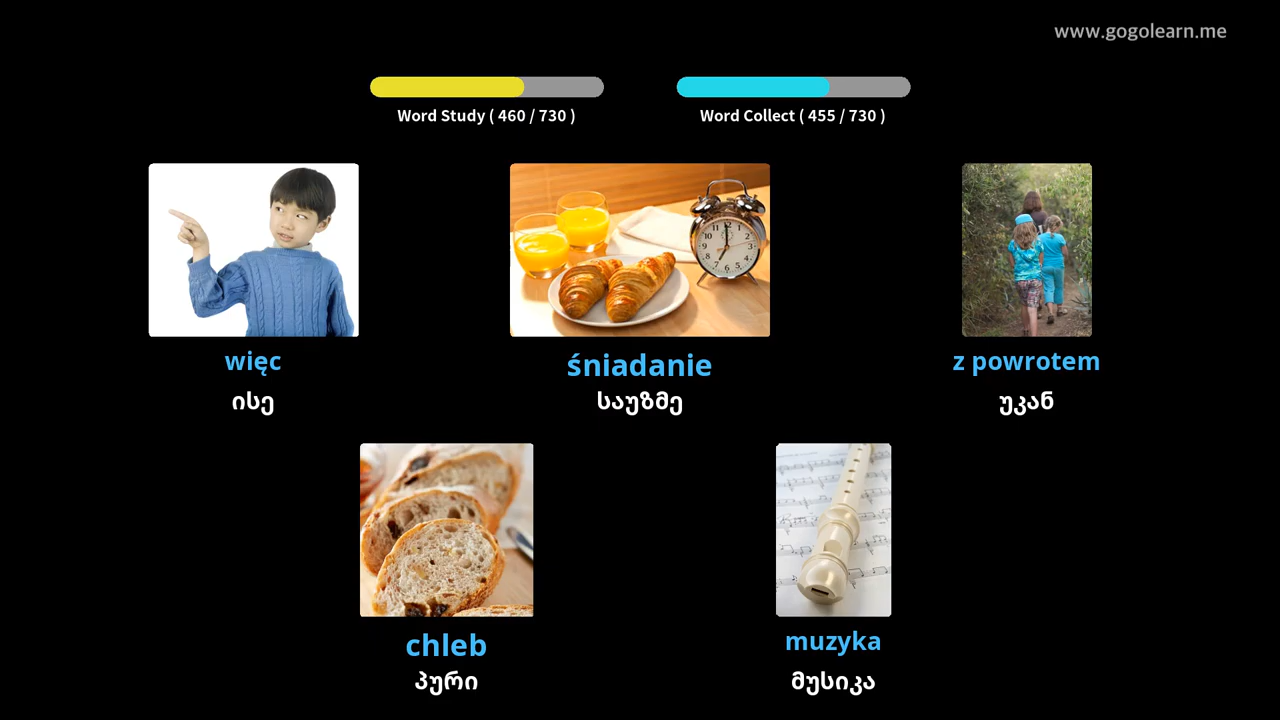 www.gogolearn.me
Word Study ( 460 / 730 )
Word Collect ( 455 / 730 )
więc
ისე
śniadanie
საუზმე
z powrotem
უკან
chleb
პური
muzyka
მუსიკა